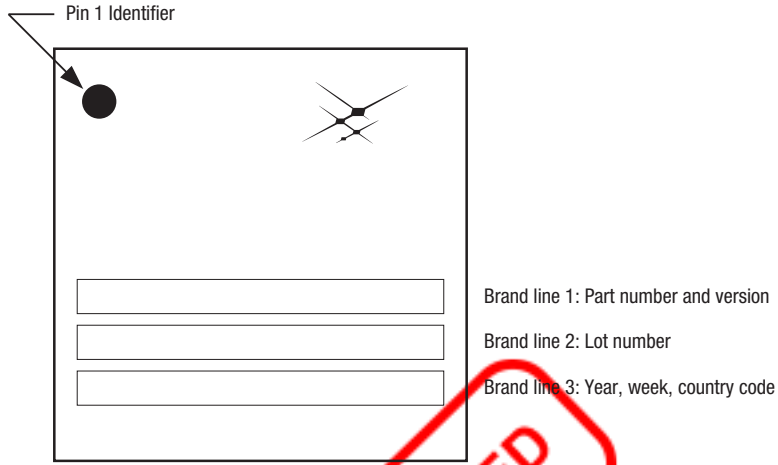 Pin 1 Identifier
Brand line 1: Part number and version
Brand line 2: Lot number
Brand line 3: Year, week, country code